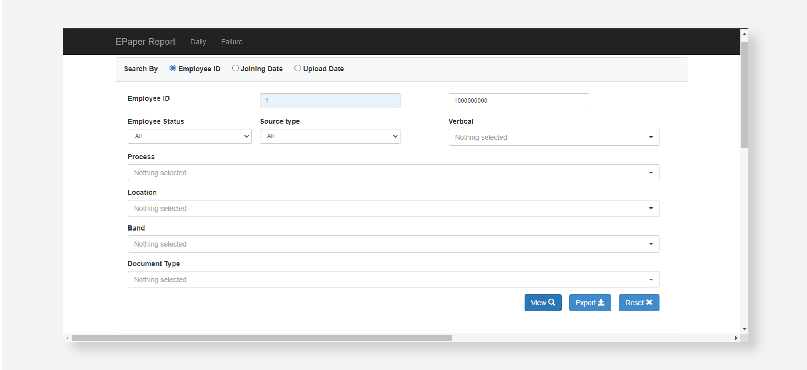 EPaper Report Daily Failure
Search By Employee ID Joining Date Upload Date
Employee ID 1 1000000000
Employee Status Source type Vertical
All All Nothing selected
Process
Nothing selected
Location
Nothing selected
Band
Nothing selected
Document Type
Nothing selected
View Export Reset